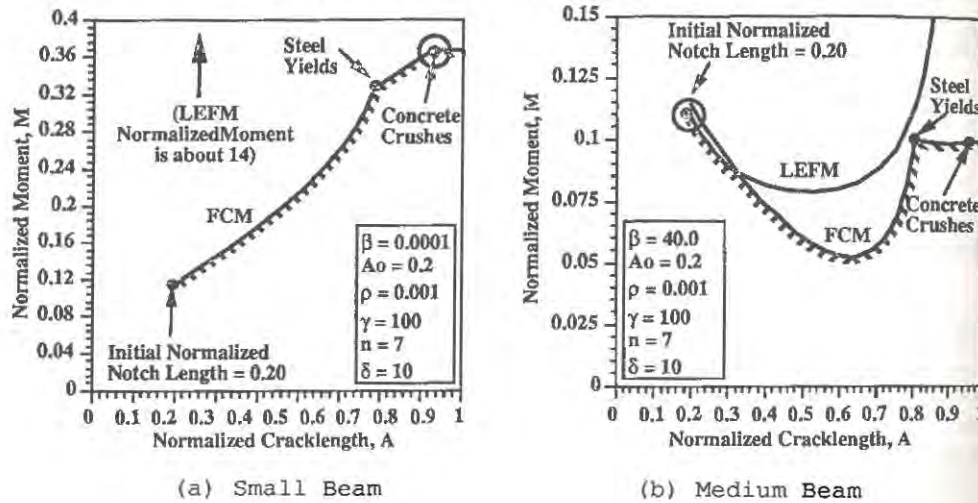 0.4
0.36
0.32
0.28
0.24
0.2
0.16
0.12
0.08
0.04
0
Normalized Moment, M
(LEFM
NormalizedMoment
is about 14)
Steel
Yields
Concrete
Crushes
FCM
Initial Normalized
Notch Length = 0.20
β = 0.0001
Ao = 0.2
ρ = 0.001
γ = 100
n = 7
δ = 10
0 0.1 0.2 0.3 0.4 0.5 0.6 0.7 0.8 0.9 1
Normalized Cracklength, A
(a) Small Beam
0.15
0.125
0.1
0.075
0.05
0.025
0
Normalized Moment, M
Initial Normalized
Notch Length = 0.20
LEFM
FCM
Steel
Yields
Concrete
Crushes
β = 40.0
Ao = 0.2
ρ = 0.001
γ = 100
n = 7
δ = 10
0 0.1 0.2 0.3 0.4 0.5 0.6 0.7 0.8 0.9
Normalized Cracklength, A
(b) Medium Beam